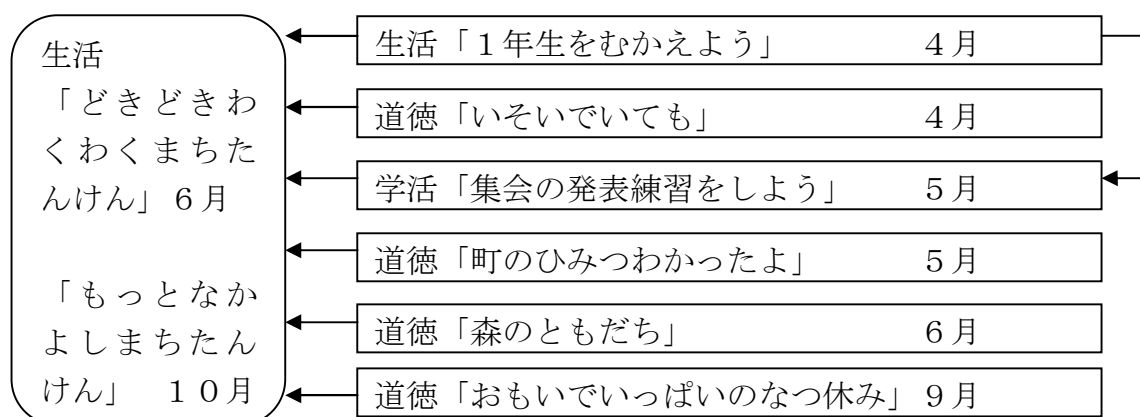 生活
「どきどきわ
くわくまちた
んけん」６月
「もっとなか
よしまちたん
けん」　１０月
生活「１年生をむかえよう」　４月
道徳「いそいでいても」　４月
学活「集会の発表練習をしよう」　５月
道徳「町のひみつわかったよ」　５月
道徳「森のともだち」　６月
道徳「おもいでいっぱいのなつ休み」９月